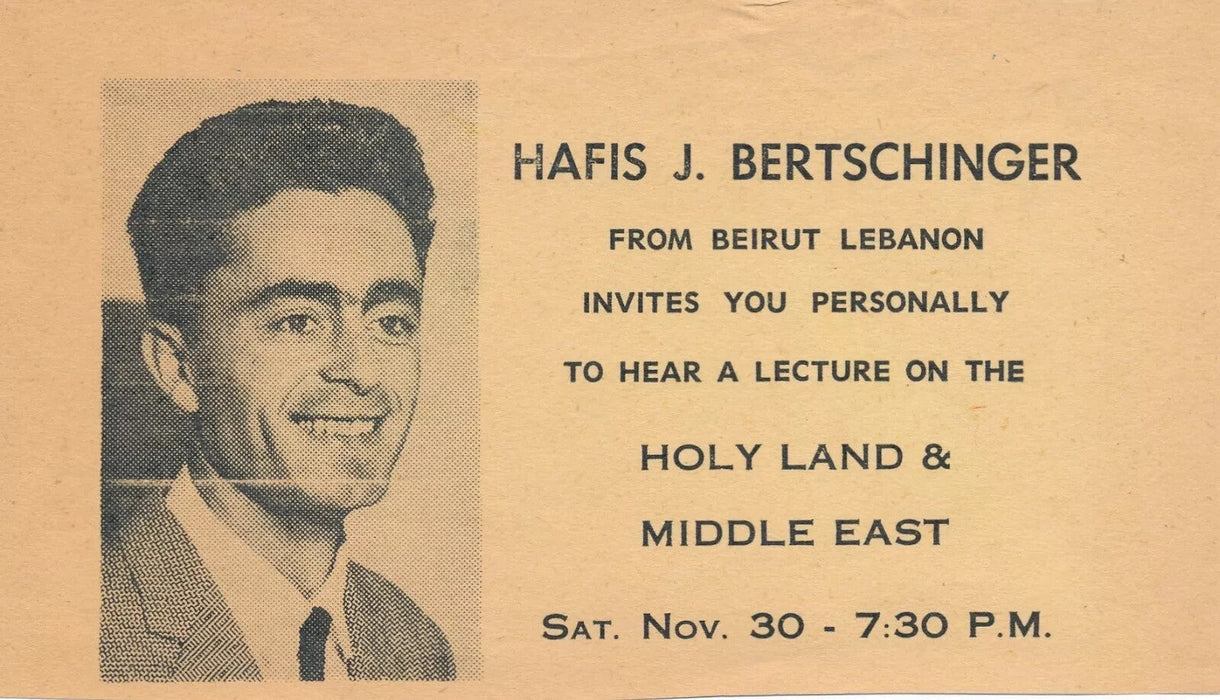 HAFIS J. BERTSCHINGER
FROM BEIRUT LEBANON
INVITES YOU PERSONALLY
TO HEAR A LECTURE ON THE
HOLY LAND &
MIDDLE EAST
SAT. NOV. 30 - 7:30 P.M.